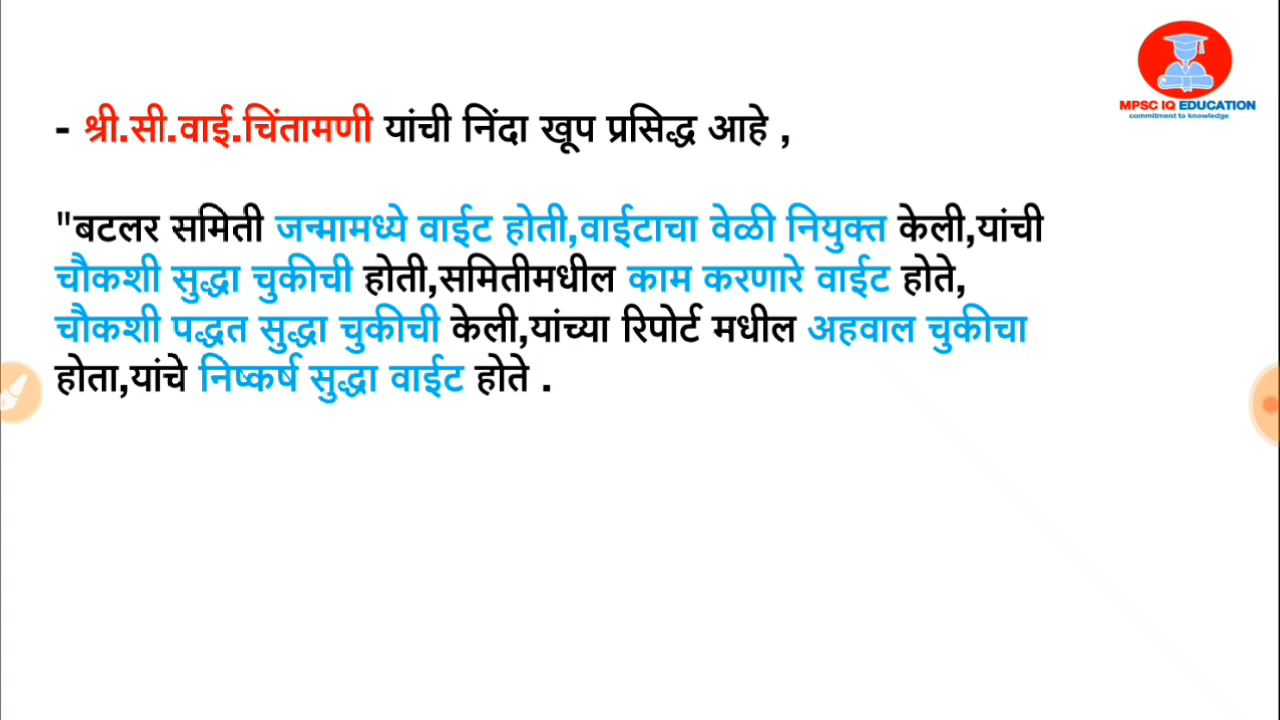 MPSC IQ EDUCATION
commitment to knowledge
- श्री.सी.वाई.चिंतामणी यांची निंदा खूप प्रसिद्ध आहे ,
"बटलर समिती जन्मामध्ये वाईट होती,वाईटाचा वेळी नियुक्त केली,यांची
चौकशी सुद्धा चुकीची होती,समितीमधील काम करणारे वाईट होते,
चौकशी पद्धत सुद्धा चुकीची केली,यांच्या रिपोर्ट मधील अहवाल चुकीचा
होता,यांचे निष्कर्ष सुद्धा वाईट होते .